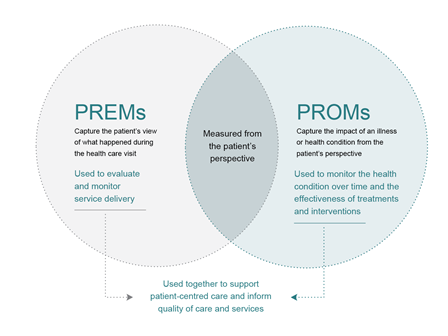 PREMs
Capture the patient's view
of what happened during
the health care visit
Used to evaluate
and monitor
service delivery
Measured from
the patient's
perspective
PROMs
Capture the impact of an illness
or health condition from the
patient's perspective
Used to monitor the health
condition over time and the
effectiveness of treatments
and interventions
Used together to support
patient-centred care and inform
quality of care and services